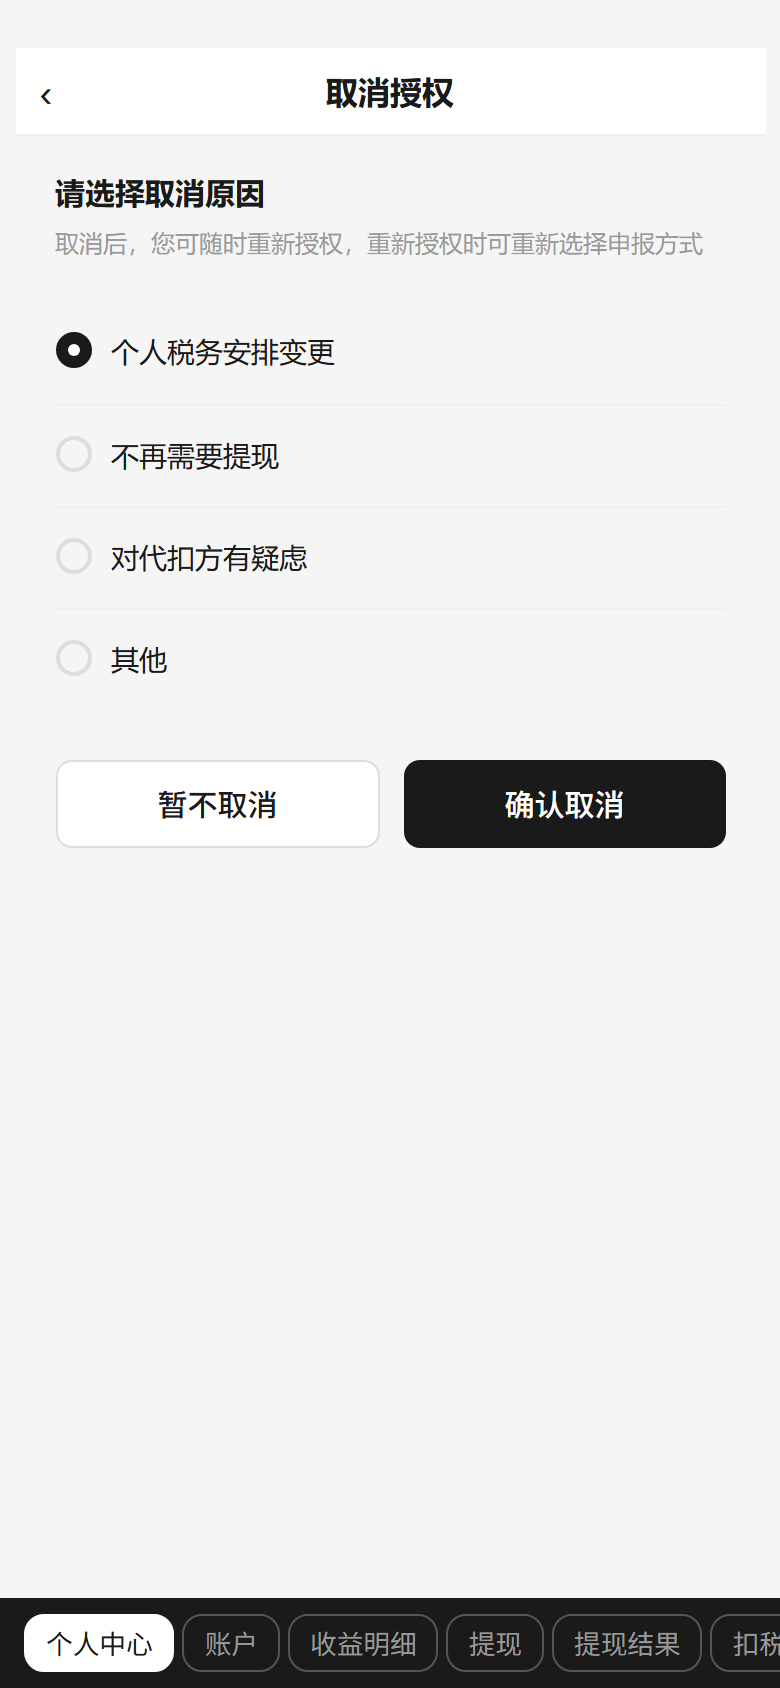 ‹
取消授权
请选择取消原因
取消后，您可随时重新授权，重新授权时可重新选择申报方式
个人税务安排变更
不再需要提现
对代扣方有疑虑
其他
暂不取消 确认取消
个人中心 账户 收益明细 提现 提现结果 扣税